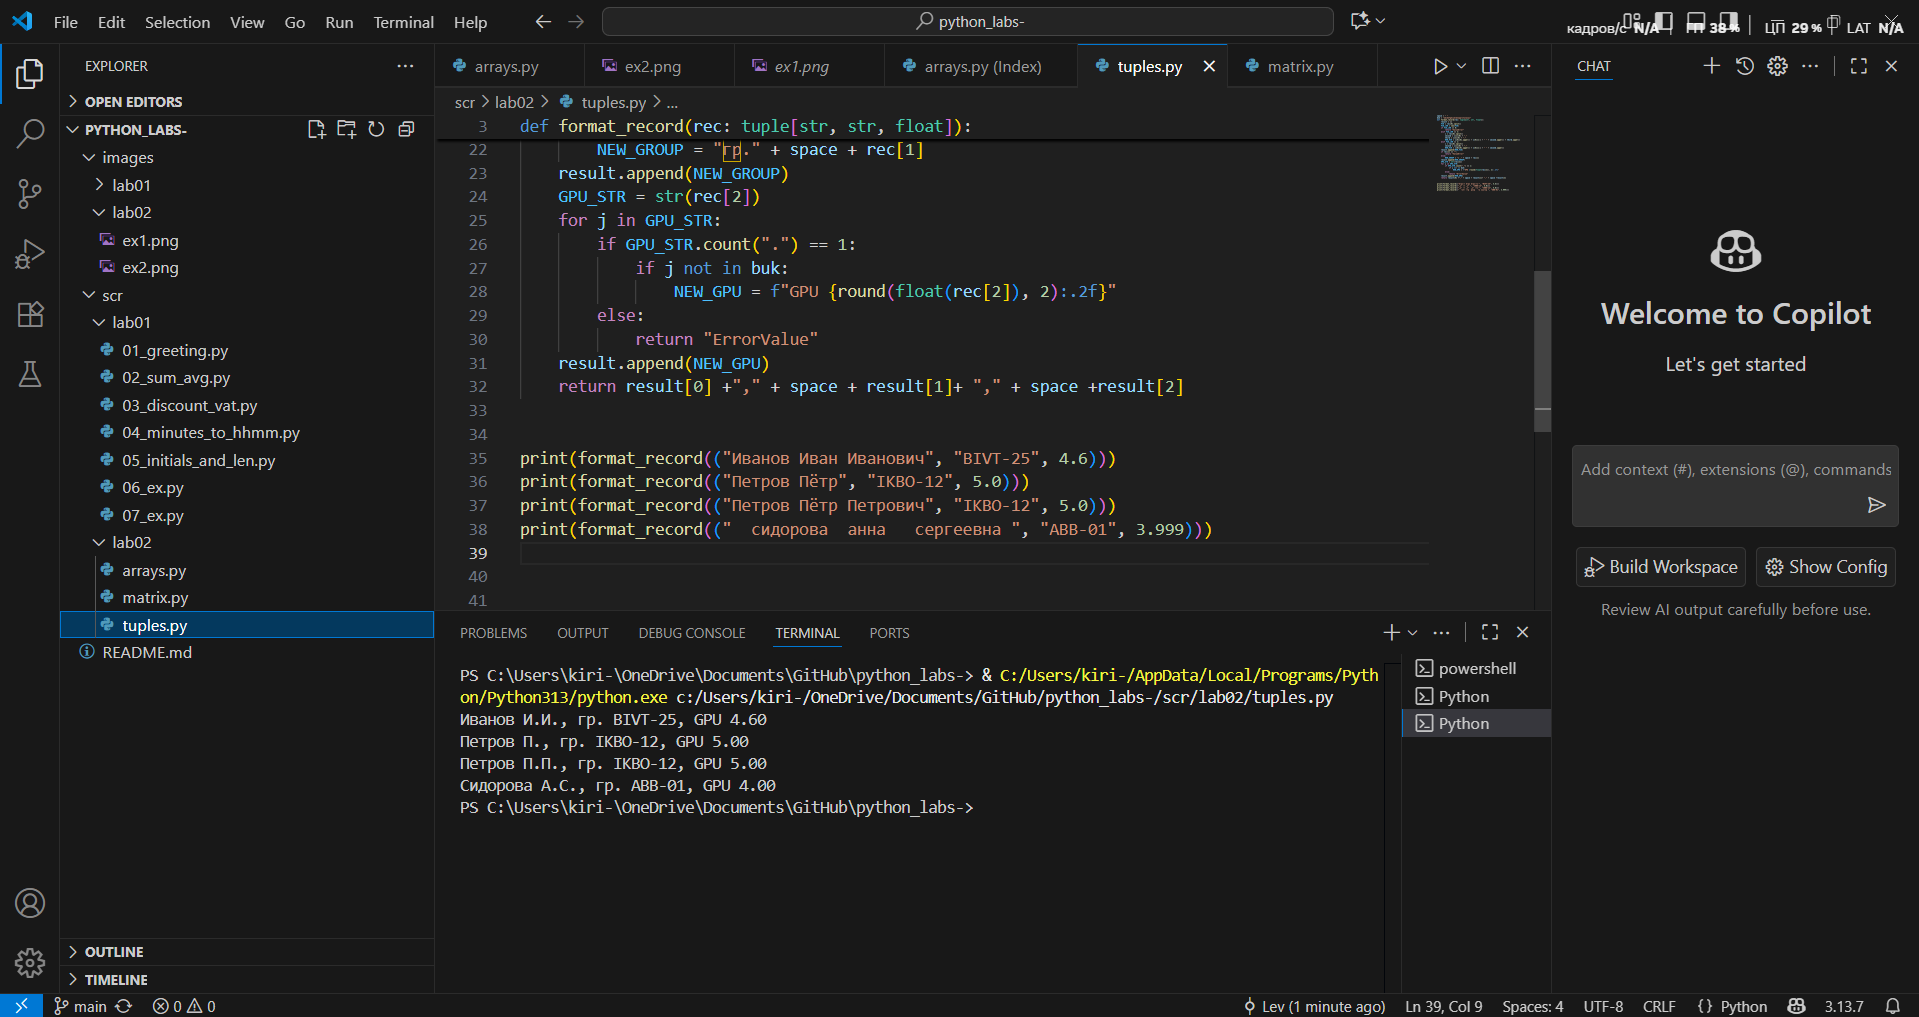 File Edit Selection View Go Run Terminal Help
python_labs-
кадров/с N/A ГП 38 % ЦП 29 % LAT N/A
EXPLORER
OPEN EDITORS
PYTHON_LABS-
images
lab01
lab02
ex1.png
ex2.png
scr
lab01
01_greeting.py
02_sum_avg.py
03_discount_vat.py
04_minutes_to_hhmm.py
05_initials_and_len.py
06_ex.py
07_ex.py
lab02
arrays.py
matrix.py
tuples.py
README.md
OUTLINE
TIMELINE
arrays.py ex2.png ex1.png arrays.py (Index) tuples.py matrix.py
scr > lab02 > tuples.py > ...
3 def format_record(rec: tuple[str, str, float]):
22 NEW_GROUP = "гр." + space + rec[1]
23 result.append(NEW_GROUP)
24 GPU_STR = str(rec[2])
25 for j in GPU_STR:
26 if GPU_STR.count(".") == 1:
27 if j not in buk:
28 NEW_GPU = f"GPU {round(float(rec[2]), 2):.2f}"
29 else:
30 return "ErrorValue"
31 result.append(NEW_GPU)
32 return result[0] +"," + space + result[1]+ "," + space +result[2]
33
34
35 print(format_record(("Иванов Иван Иванович", "BIVT-25", 4.6)))
36 print(format_record(("Петров Пётр", "IKBO-12", 5.0)))
37 print(format_record(("Петров Пётр Петрович", "IKBO-12", 5.0)))
38 print(format_record(("  сидорова  анна   сергеевна ", "ABB-01", 3.999)))
39
40
41
PROBLEMS OUTPUT DEBUG CONSOLE TERMINAL PORTS
PS C:\Users\kiri-\OneDrive\Documents\GitHub\python_labs-> & C:/Users/kiri-/AppData/Local/Programs/Pyth
on/Python313/python.exe c:/Users/kiri-/OneDrive/Documents/GitHub/python_labs-/scr/lab02/tuples.py
Иванов И.И., гр. BIVT-25, GPU 4.60
Петров П., гр. IKBO-12, GPU 5.00
Петров П.П., гр. IKBO-12, GPU 5.00
Сидорова А.С., гр. ABB-01, GPU 4.00
PS C:\Users\kiri-\OneDrive\Documents\GitHub\python_labs->
powershell
Python
Python
CHAT
Welcome to Copilot
Let's get started
Add context (#), extensions (@), commands
Build Workspace Show Config
Review AI output carefully before use.
main 0 0 Lev (1 minute ago) Ln 39, Col 9 Spaces: 4 UTF-8 CRLF {} Python 3.13.7